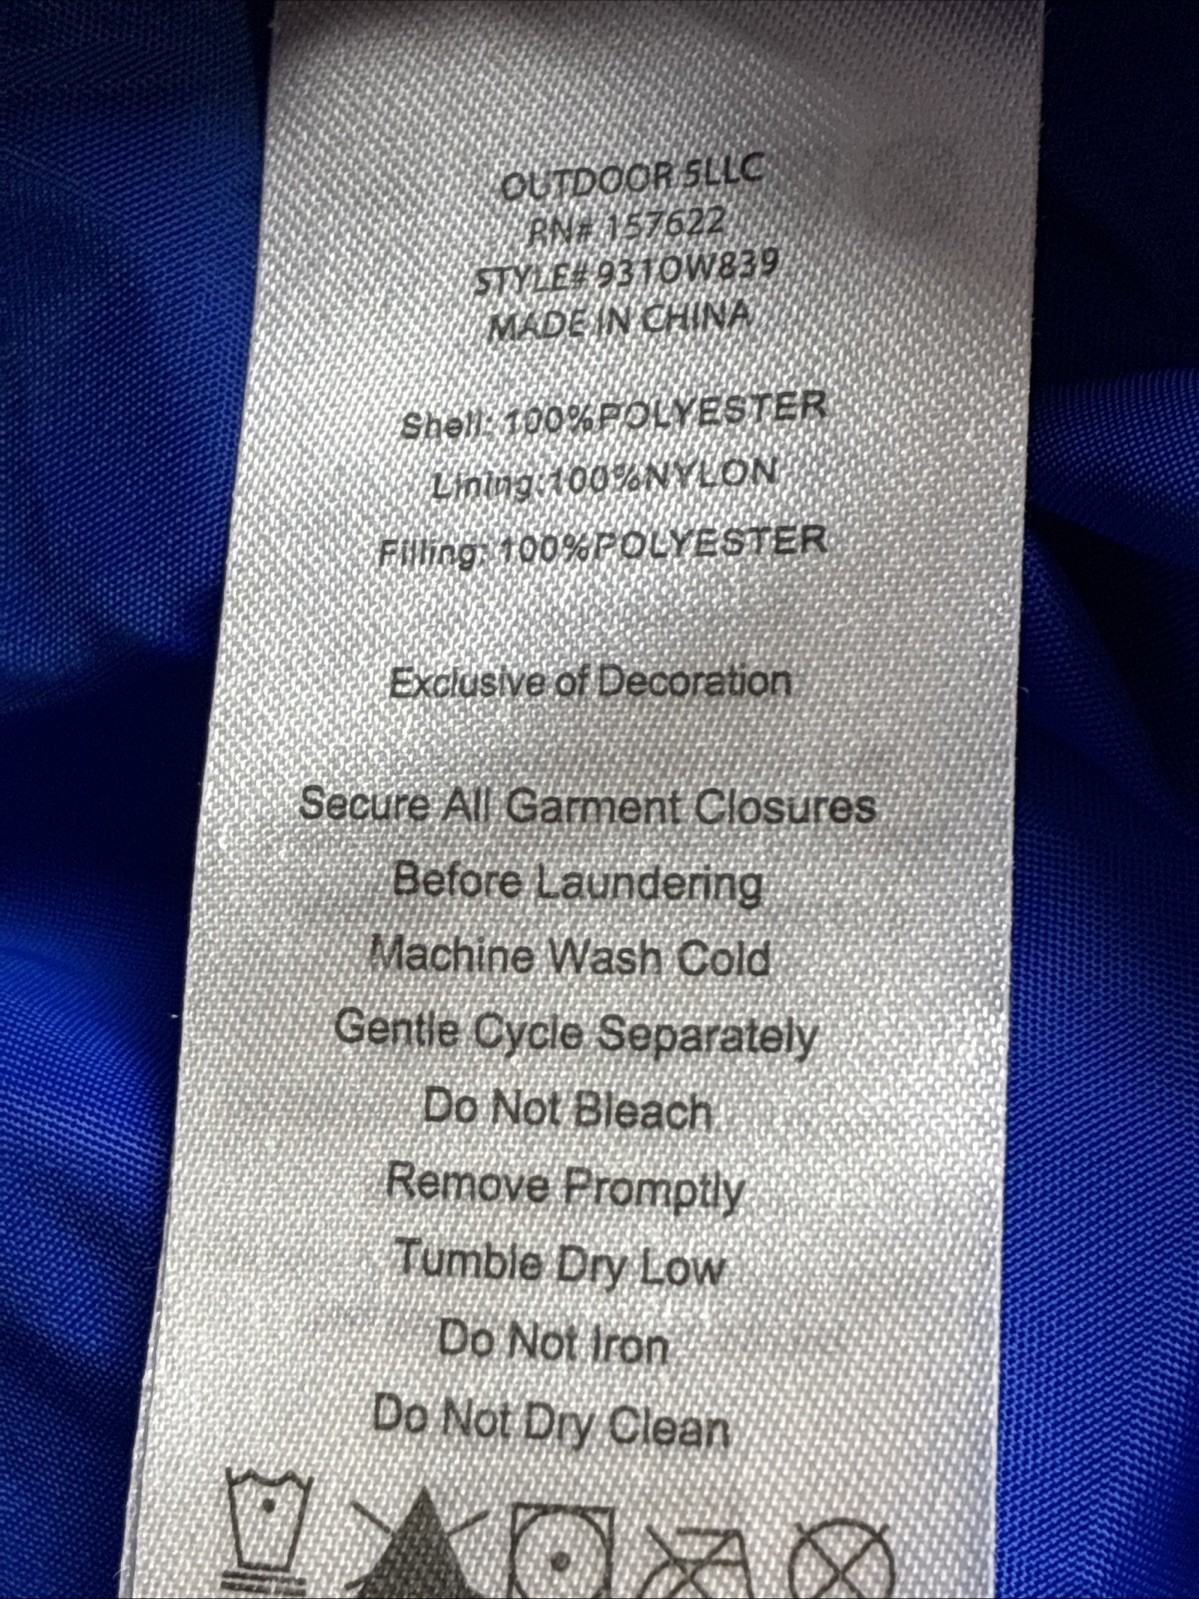 OUTDOOR 5LLC
RN# 157622
STYLE# 931OW839
MADE IN CHINA
Shell: 100%POLYESTER
Lining:100%NYLON
Filling: 100%POLYESTER
Exclusive of Decoration
Secure All Garment Closures
Before Laundering
Machine Wash Cold
Gentle Cycle Separately
Do Not Bleach
Remove Promptly
Tumble Dry Low
Do Not Iron
Do Not Dry Clean